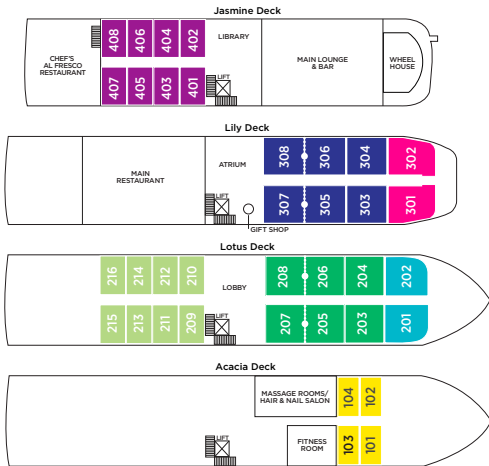 Jasmine Deck
408 406 404 402
LIBRARY
CHEF'S
AL FRESCO
RESTAURANT
MAIN LOUNGE
& BAR
WHEEL
HOUSE
407 405 403 401
LIFT
Lily Deck
308 306 304 302
MAIN
RESTAURANT
ATRIUM
LIFT
307 305 303 301
GIFT SHOP
Lotus Deck
216 214 212 210
LOBBY
208 206 204 202
215 213 211 209
LIFT
207 205 203 201
Acacia Deck
MASSAGE ROOMS/
HAIR & NAIL SALON
104 102
LIFT
FITNESS
ROOM
103 101